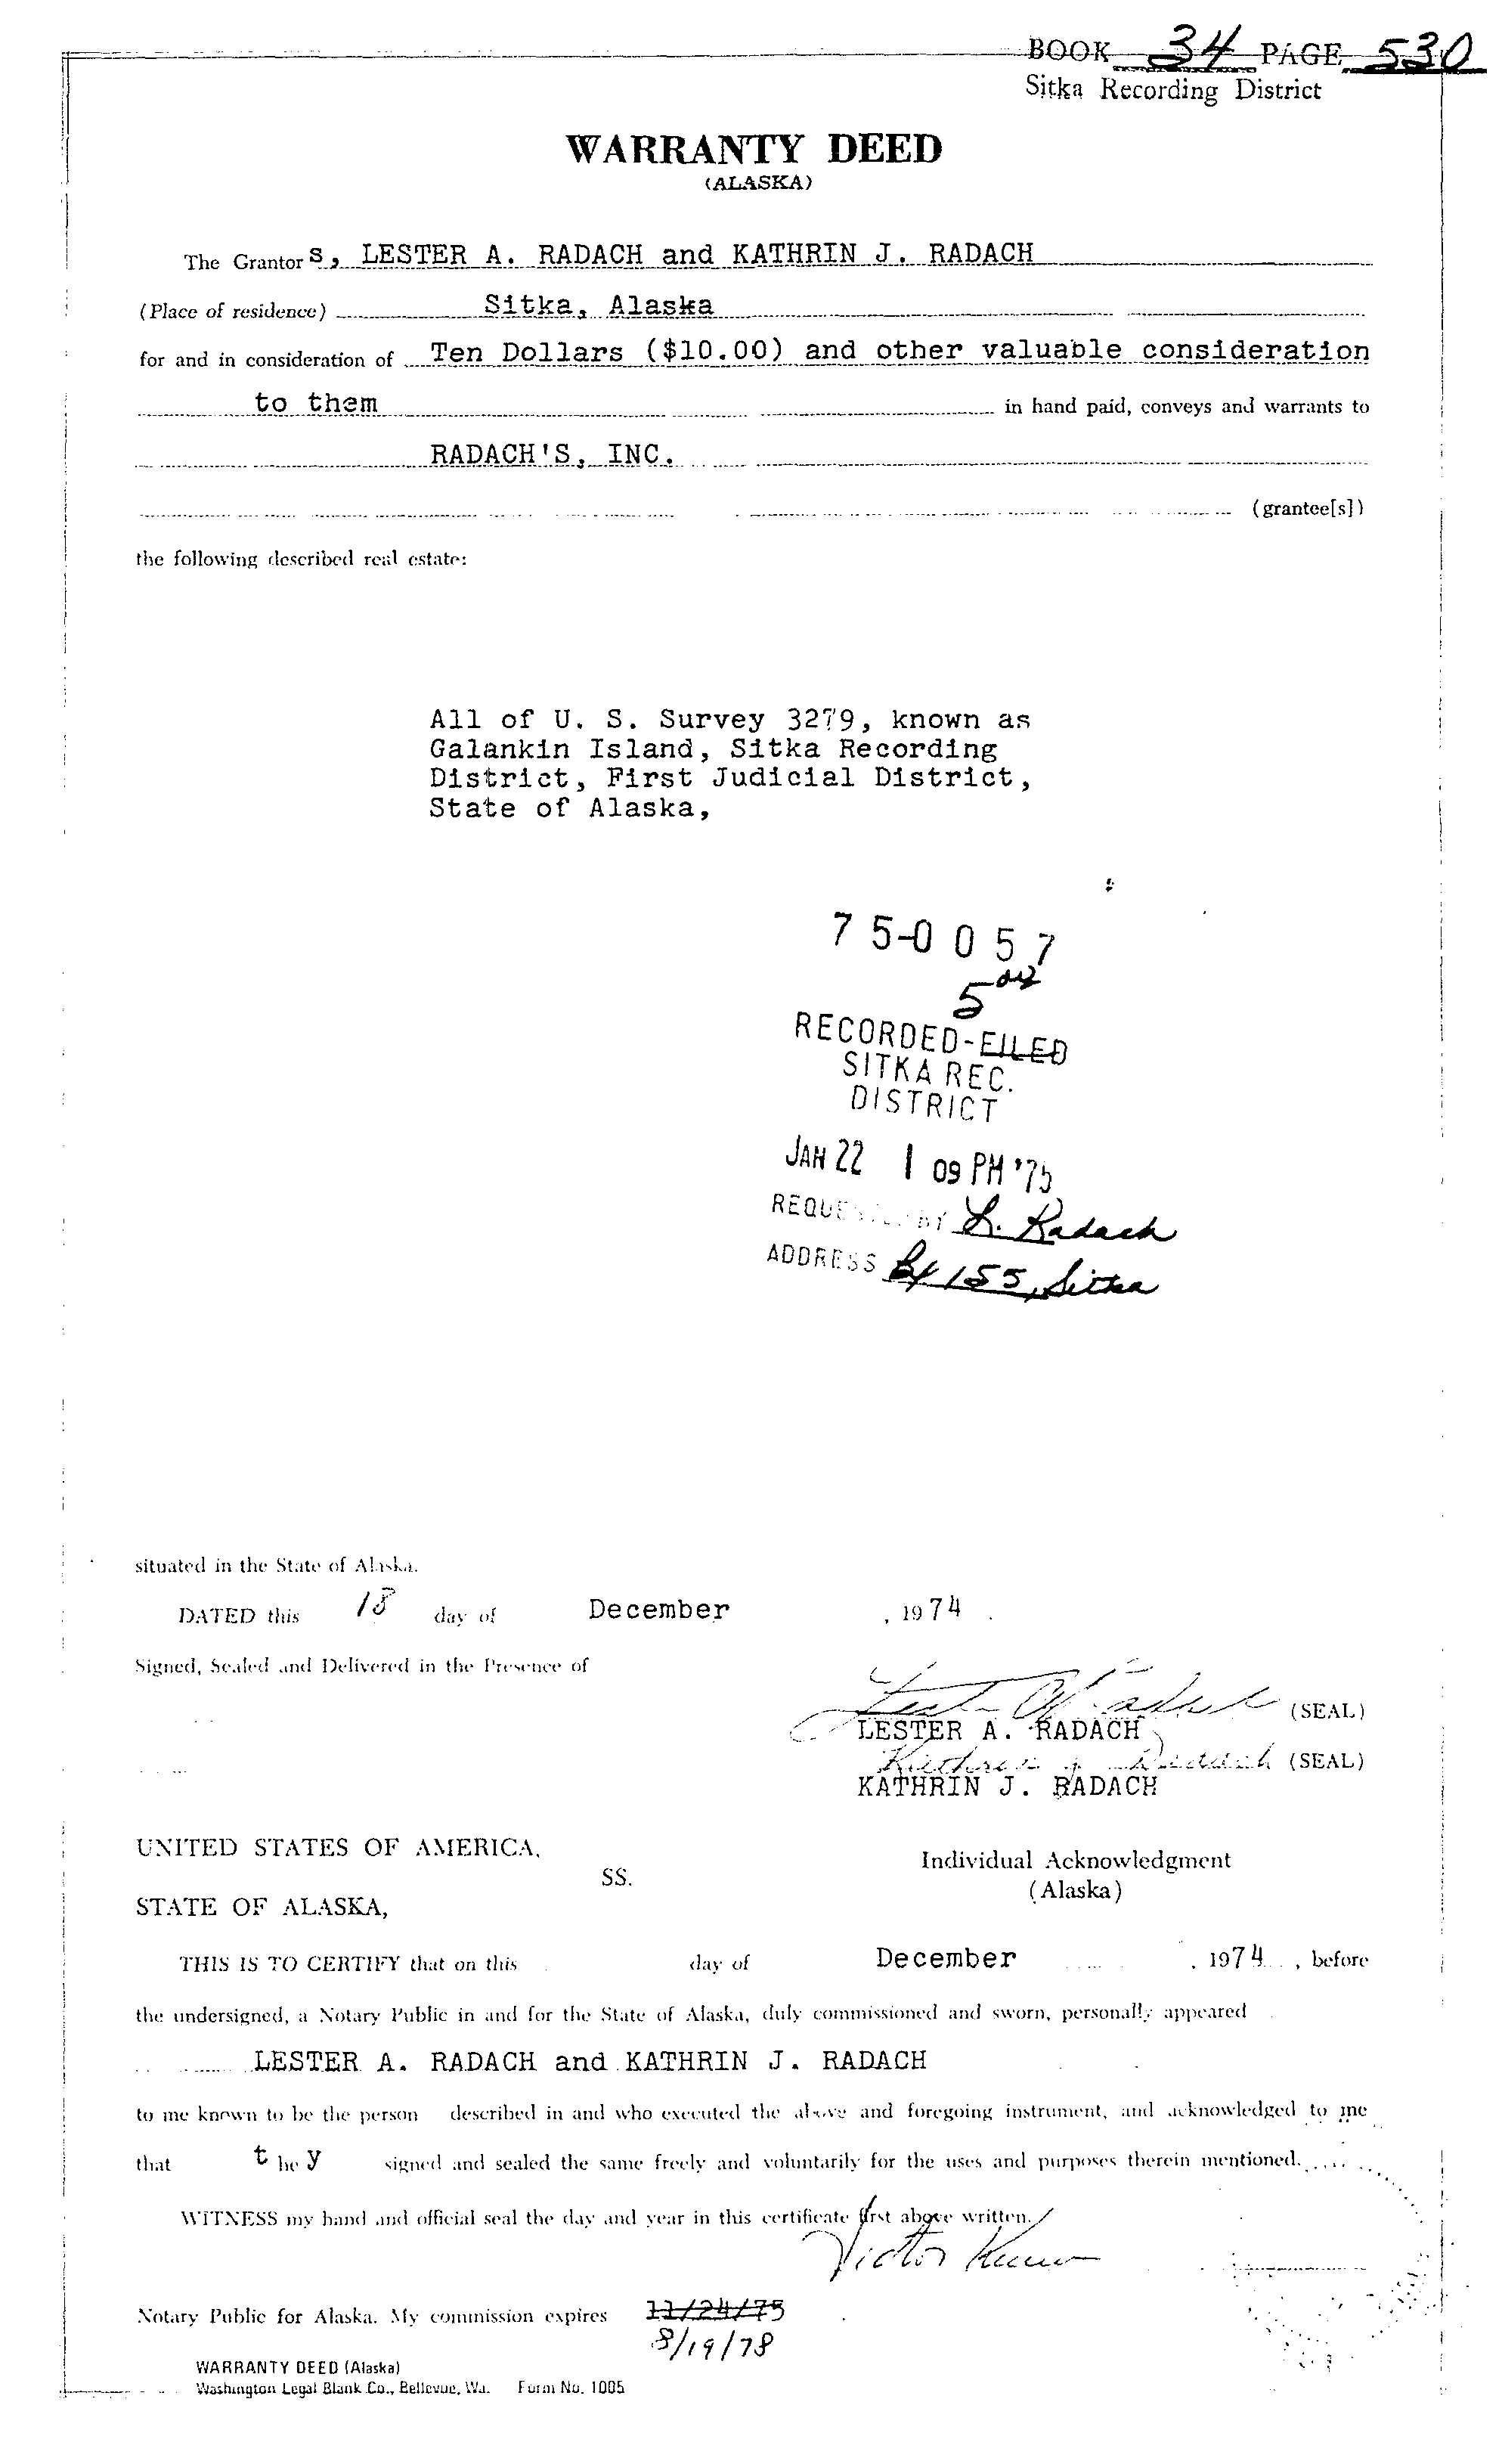 BOOK 34 PAGE 530
Sitka Recording District
WARRANTY DEED
(ALASKA)
The Grantor s, LESTER A. RADACH and KATHRIN J. RADACH
(Place of residence) Sitka, Alaska
for and in consideration of Ten Dollars ($10.00) and other valuable consideration
to them in hand paid, conveys and warrants to
RADACH'S, INC.
(grantee[s])
the following described real estate:
All of U. S. Survey 3279, known as
Galankin Island, Sitka Recording
District, First Judicial District,
State of Alaska,
75-0057
5
RECORDED-FILED
SITKA REC.
DISTRICT
JAN 22 1 09 PM '75
BY L. Radach
ADDRESS Bx 155, Sitka
situated in the State of Alaska.
DATED this 18 day of December , 1974 .
Signed, Sealed and Delivered in the Presence of
Lester A Radach (SEAL)
LESTER A. RADACH
Kathrin J Radach (SEAL)
KATHRIN J. RADACH
UNITED STATES OF AMERICA,
SS.
STATE OF ALASKA,
Individual Acknowledgment
(Alaska)
THIS IS TO CERTIFY that on this day of December , 1974 , before
the undersigned, a Notary Public in and for the State of Alaska, duly commissioned and sworn, personally appeared
LESTER A. RADACH and KATHRIN J. RADACH
to me known to be the person described in and who executed the above and foregoing instrument, and acknowledged to me
that they signed and sealed the same freely and voluntarily for the uses and purposes therein mentioned.
WITNESS my hand and official seal the day and year in this certificate first above written.
Victor
Notary Public for Alaska. My commission expires 11/24/75
8/19/78
WARRANTY DEED (Alaska)
Washington Legal Blank Co., Bellevue, Wa. Form No. 1005